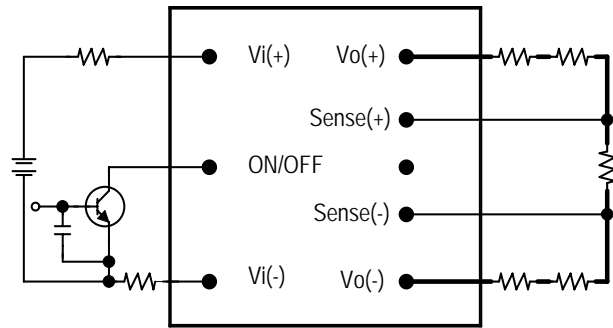 Vi(+) Vo(+)
Sense(+)
ON/OFF
Sense(-)
Vi(-) Vo(-)